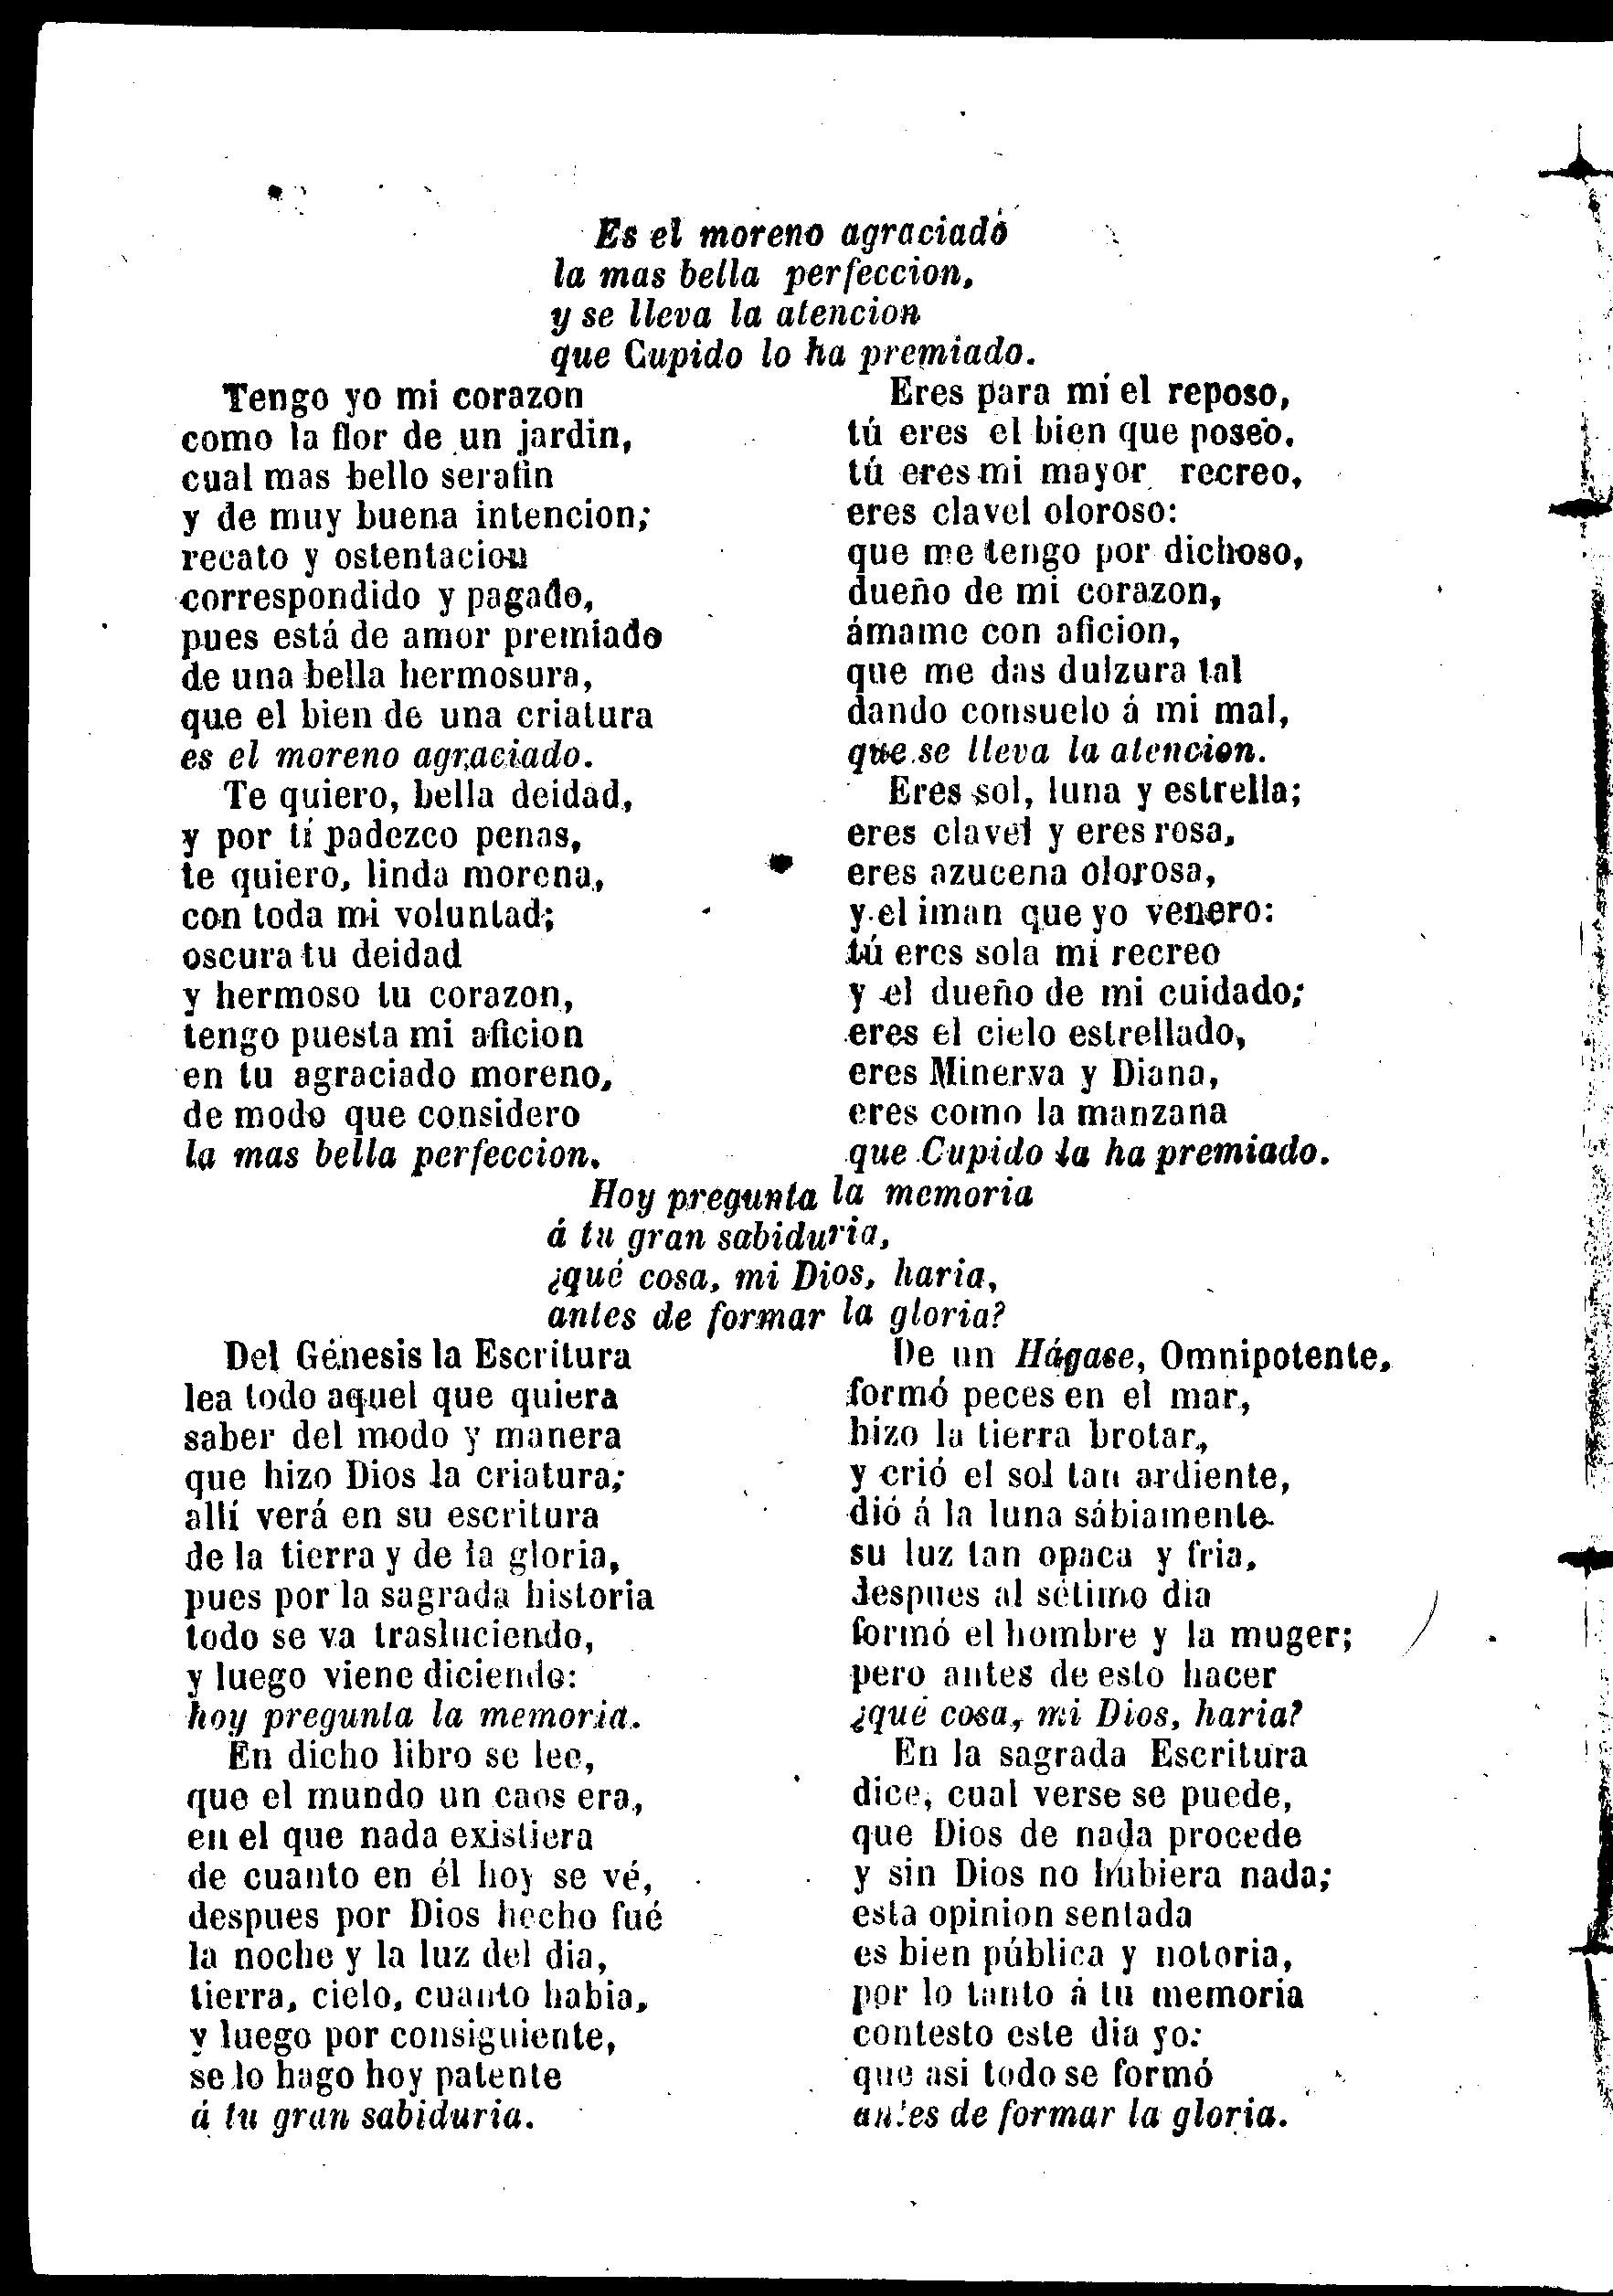 Es el moreno agraciado
la mas bella perfeccion,
y se lleva la atencion
que Cupido lo ha premiado.
Tengo yo mi corazon
como la flor de un jardin,
cual mas bello serafin
y de muy buena intencion;
recato y ostentacion
correspondido y pagado,
pues está de amor premiado
de una bella hermosura,
que el bien de una criatura
es el moreno agraciado.
Te quiero, bella deidad,
y por tí padezco penas,
te quiero, linda morena,
con toda mi voluntad;
oscura tu deidad
y hermoso tu corazon,
tengo puesta mi aficion
en tu agraciado moreno,
de modo que considero
la mas bella perfeccion.
Eres para mí el reposo,
tú eres el bien que poseo,
tú eres mi mayor recreo,
eres clavel oloroso:
que me tengo por dichoso,
dueño de mi corazon,
ámame con aficion,
que me das dulzura tal
dando consuelo á mi mal,
que se lleva la atencion.
Eres sol, luna y estrella;
eres clavel y eres rosa,
eres azucena olorosa,
y el iman que yo venero:
tú eres sola mi recreo
y el dueño de mi cuidado;
eres el cielo estrellado,
eres Minerva y Diana,
eres como la manzana
que Cupido la ha premiado.
Hoy pregunta la memoria
á tu gran sabiduria,
¿qué cosa, mi Dios, haria,
antes de formar la gloria?
Del Génesis la Escritura
lea todo aquel que quiera
saber del modo y manera
que hizo Dios la criatura;
allí verá en su escritura
de la tierra y de la gloria,
pues por la sagrada historia
todo se va trasluciendo,
y luego viene diciendo:
hoy pregunta la memoria.
En dicho libro se lee,
que el mundo un caos era,
en el que nada existiera
de cuanto en él hoy se vé,
despues por Dios hecho fué
la noche y la luz del dia,
tierra, cielo, cuanto habia,
y luego por consiguiente,
se lo hago hoy patente
á tu gran sabiduria.
De un Hágase, Omnipotente,
formó peces en el mar,
hizo la tierra brotar,
y crió el sol tan ardiente,
dió á la luna sábiamente
su luz tan opaca y fria,
despues al sétimo dia
formó el hombre y la muger;
pero antes de esto hacer
¿qué cosa, mi Dios, haria?
En la sagrada Escritura
dice, cual verse se puede,
que Dios de nada procede
y sin Dios no hubiera nada;
esta opinion sentada
es bien pública y notoria,
por lo tanto á tu memoria
contesto este dia yo:
que asi todo se formó
antes de formar la gloria.